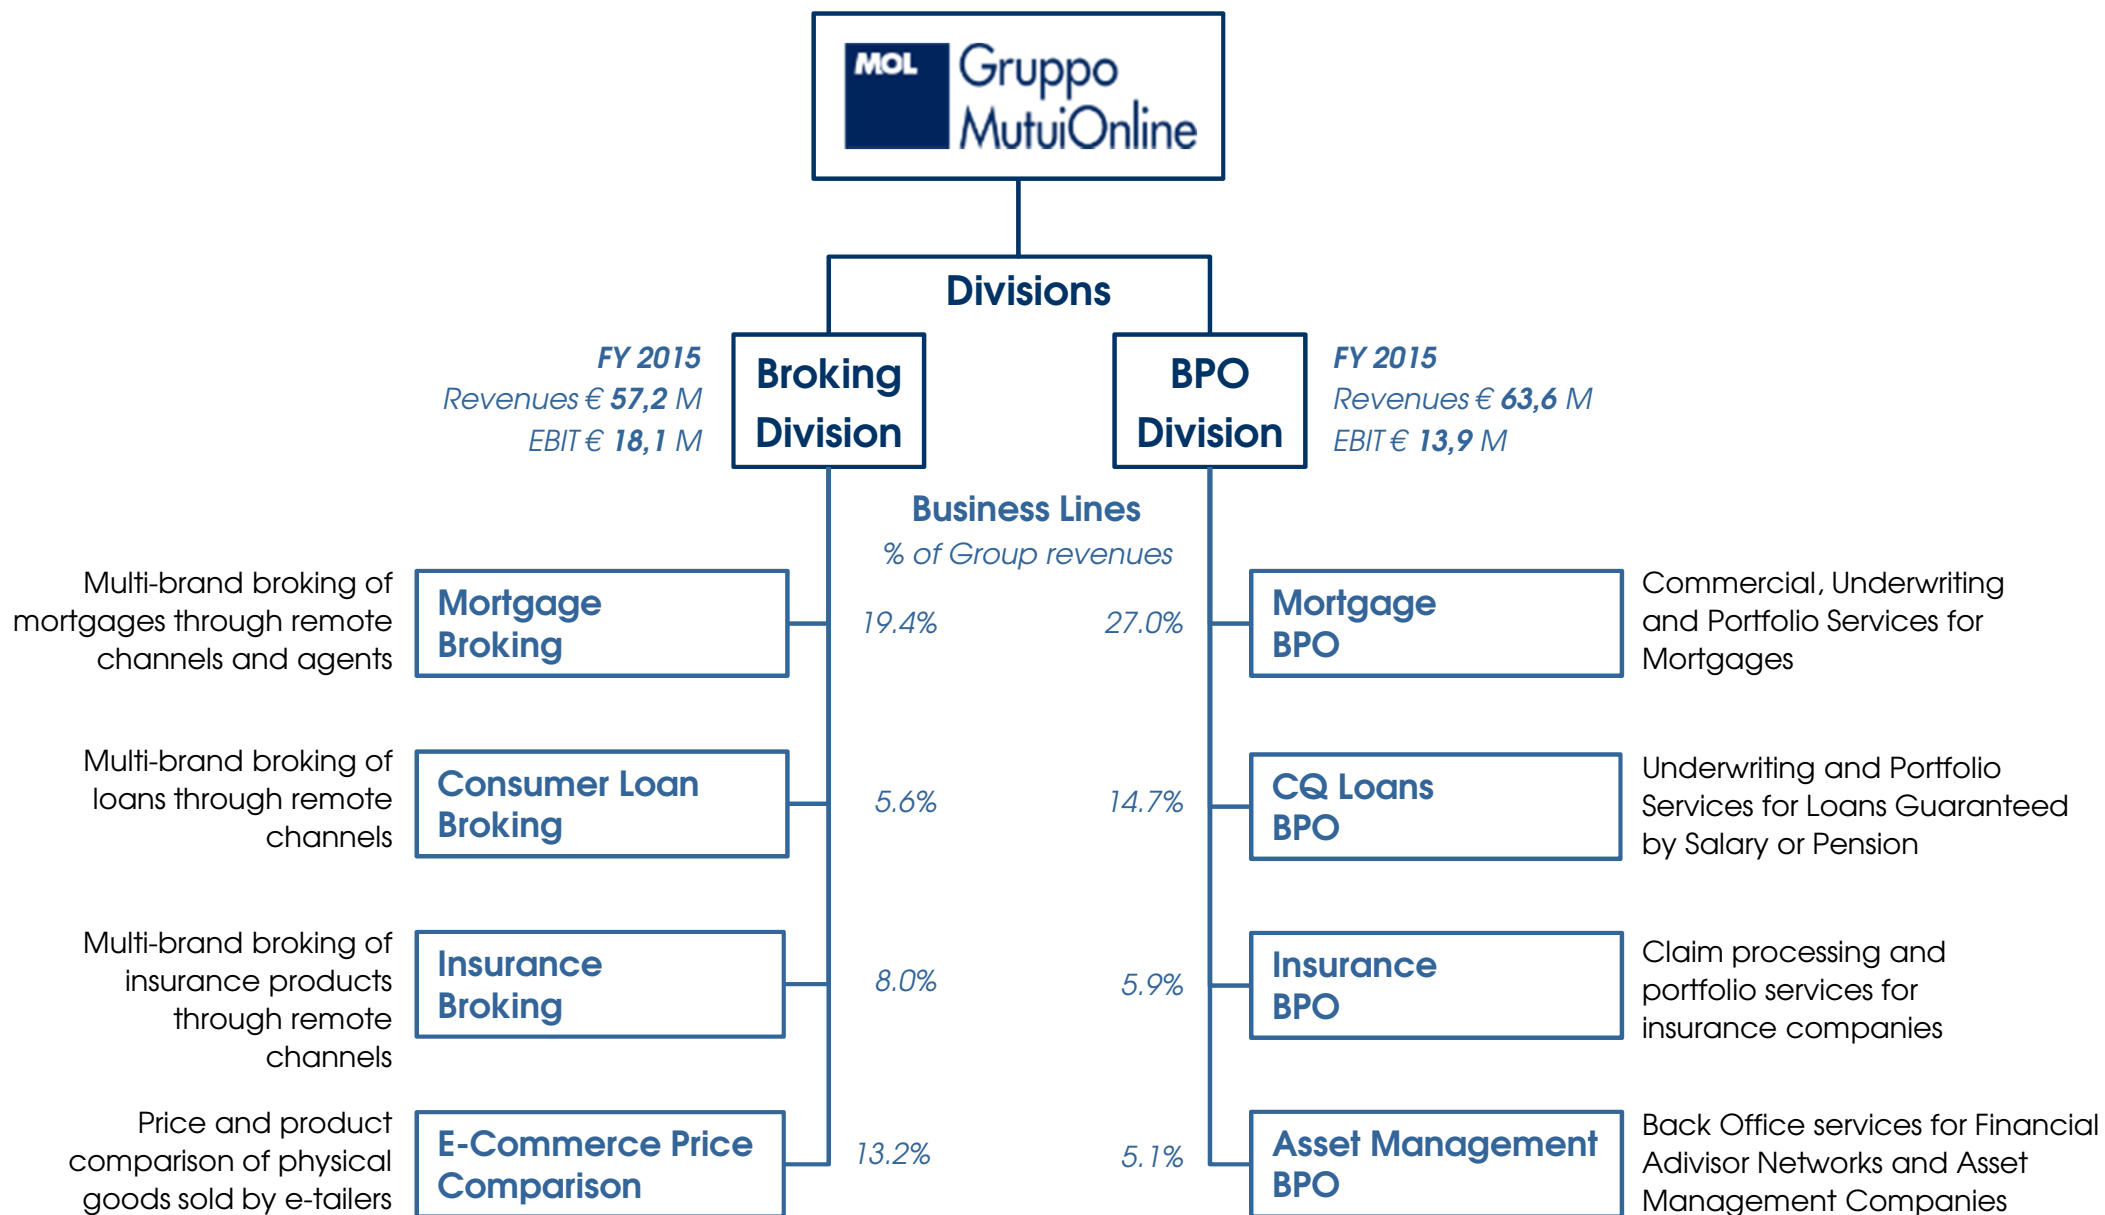 MOL
Gruppo
MutuiOnline
Divisions
FY 2015
Revenues € 57,2 M
EBIT € 18,1 M
Broking
Division
BPO
Division
FY 2015
Revenues € 63,6 M
EBIT € 13,9 M
Business Lines
% of Group revenues
Multi-brand broking of
mortgages through remote
channels and agents
Mortgage
Broking
19.4%
27.0%
Mortgage
BPO
Commercial, Underwriting
and Portfolio Services for
Mortgages
Multi-brand broking of
loans through remote
channels
Consumer Loan
Broking
5.6%
14.7%
CQ Loans
BPO
Underwriting and Portfolio
Services for Loans Guaranteed
by Salary or Pension
Multi-brand broking of
insurance products
through remote
channels
Insurance
Broking
8.0%
5.9%
Insurance
BPO
Claim processing and
portfolio services for
insurance companies
Price and product
comparison of physical
goods sold by e-tailers
E-Commerce Price
Comparison
13.2%
5.1%
Asset Management
BPO
Back Office services for Financial
Adivisor Networks and Asset
Management Companies